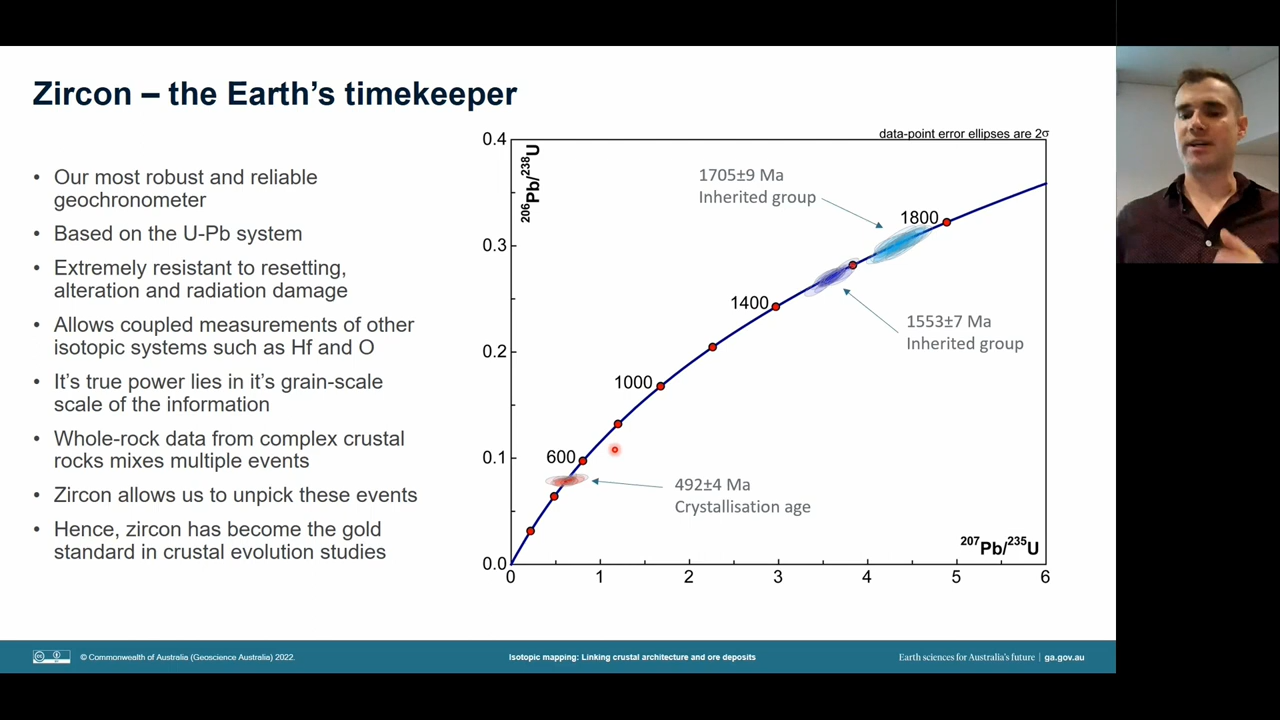 Zircon – the Earth's timekeeper
• Our most robust and reliable
geochronometer
• Based on the U-Pb system
• Extremely resistant to resetting,
alteration and radiation damage
• Allows coupled measurements of other
isotopic systems such as Hf and O
• It's true power lies in it's grain-scale
scale of the information
• Whole-rock data from complex crustal
rocks mixes multiple events
• Zircon allows us to unpick these events
• Hence, zircon has become the gold
standard in crustal evolution studies
data-point error ellipses are 2σ
206Pb/238U
0.4
0.3
0.2
0.1
0.0
1705±9 Ma
Inherited group
1800
1400
1553±7 Ma
Inherited group
1000
600
492±4 Ma
Crystallisation age
207Pb/235U
0 1 2 3 4 5 6
© Commonwealth of Australia (Geoscience Australia) 2022.
Isotopic mapping: Linking crustal architecture and ore deposits
Earth sciences for Australia's future | ga.gov.au